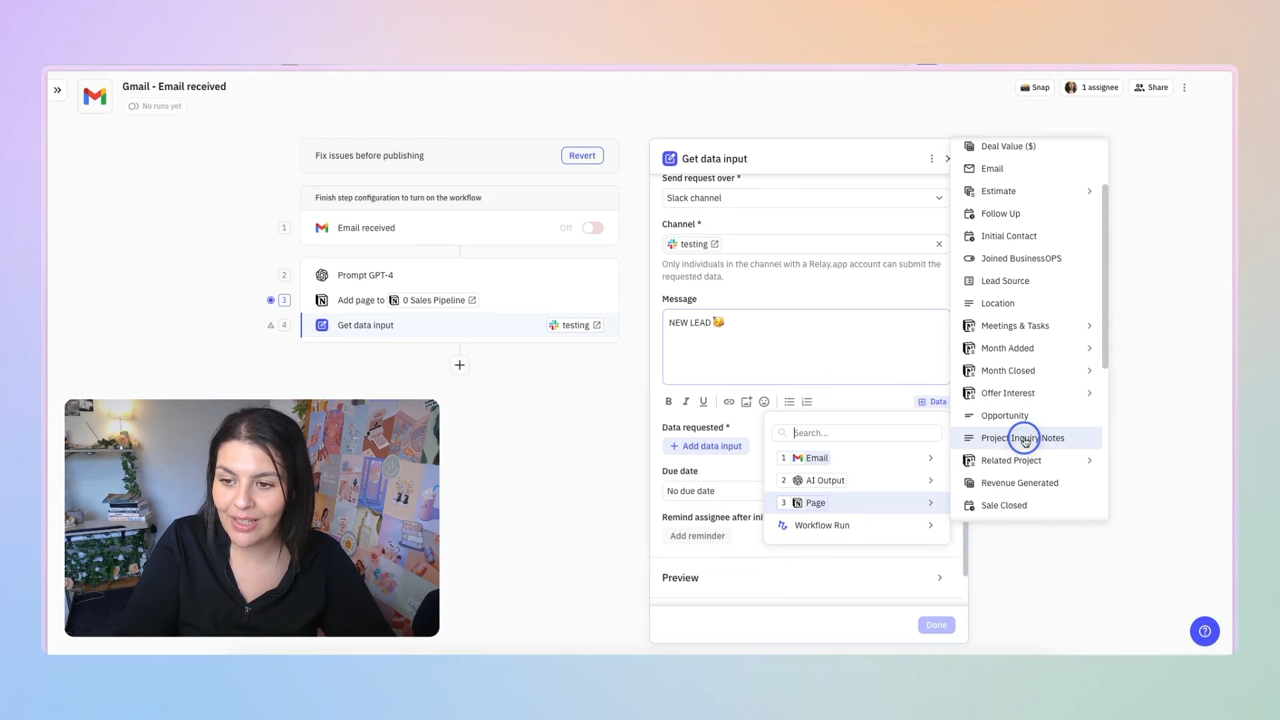 Gmail - Email received
No runs yet
Snap
1 assignee
Share
Fix issues before publishing
Revert
Finish step configuration to turn on the workflow
1
Email received
Off
2
Prompt GPT-4
3
Add page to 0 Sales Pipeline
4
Get data input
testing
Get data input
Send request over *
Slack channel
Channel *
testing
Only individuals in the channel with a Relay.app account can submit the
requested data.
Message
NEW LEAD 🥳
B I U
Data
Data requested *
Add data input
Due date
No due date
Remind assignee after ini
Add reminder
Preview
Done
Search...
1 Email
2 AI Output
3 Page
Workflow Run
Deal Value ($)
Email
Estimate
Follow Up
Initial Contact
Joined BusinessOPS
Lead Source
Location
Meetings & Tasks
Month Added
Month Closed
Offer Interest
Opportunity
Project Inquiry Notes
Related Project
Revenue Generated
Sale Closed